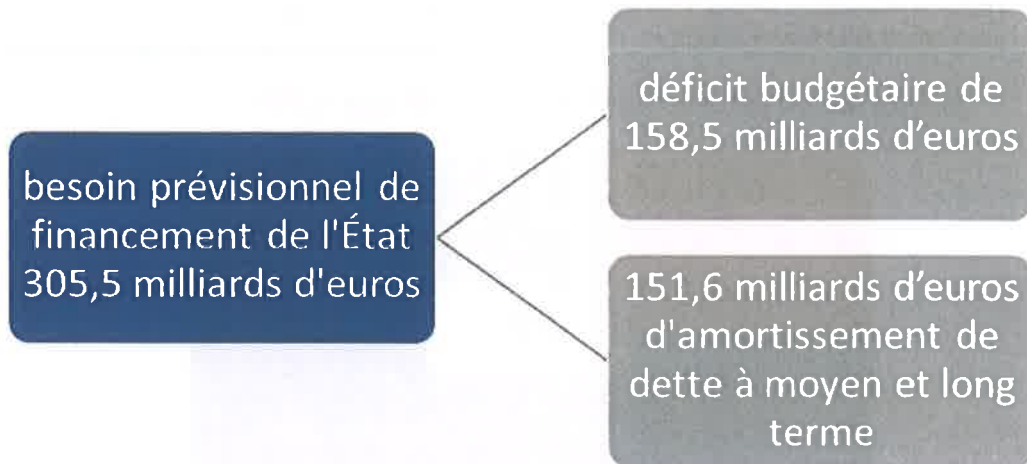 besoin prévisionnel de
financement de l'État
305,5 milliards d'euros
déficit budgétaire de
158,5 milliards d’euros
151,6 milliards d’euros
d'amortissement de
dette à moyen et long
terme